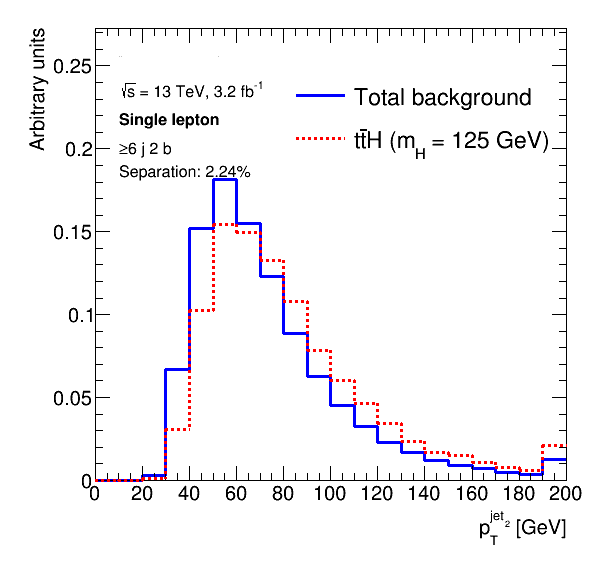 Arbitrary units
0.25
0.2
0.15
0.1
0.05
0
√s = 13 TeV, 3.2 fb⁻¹
Single lepton
≥6 j 2 b
Separation: 2.24%
Total background
tt̄H (m_H = 125 GeV)
0 20 40 60 80 100 120 140 160 180 200
p_T^{jet_2} [GeV]